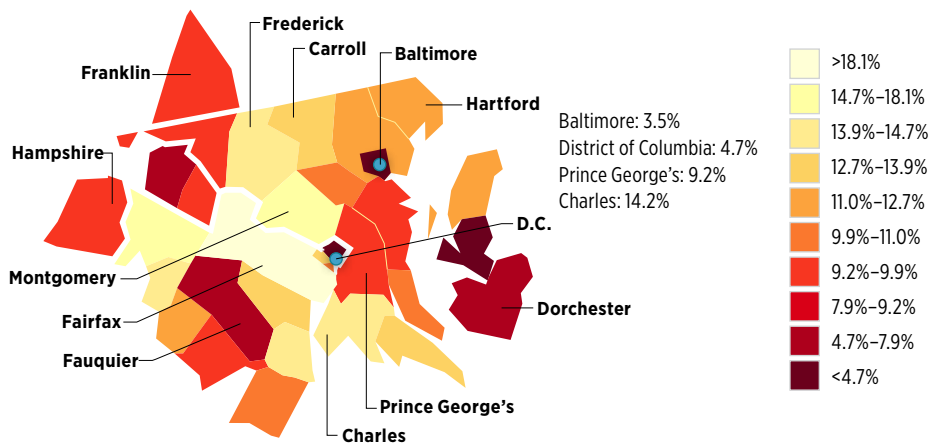 Frederick
Carroll
Baltimore
Franklin
Hartford
Hampshire
Baltimore: 3.5%
District of Columbia: 4.7%
Prince George’s: 9.2%
Charles: 14.2%
D.C.
Montgomery
Fairfax
Fauquier
Dorchester
Prince George’s
Charles
>18.1%
14.7%–18.1%
13.9%–14.7%
12.7%–13.9%
11.0%–12.7%
9.9%–11.0%
9.2%–9.9%
7.9%–9.2%
4.7%–7.9%
<4.7%